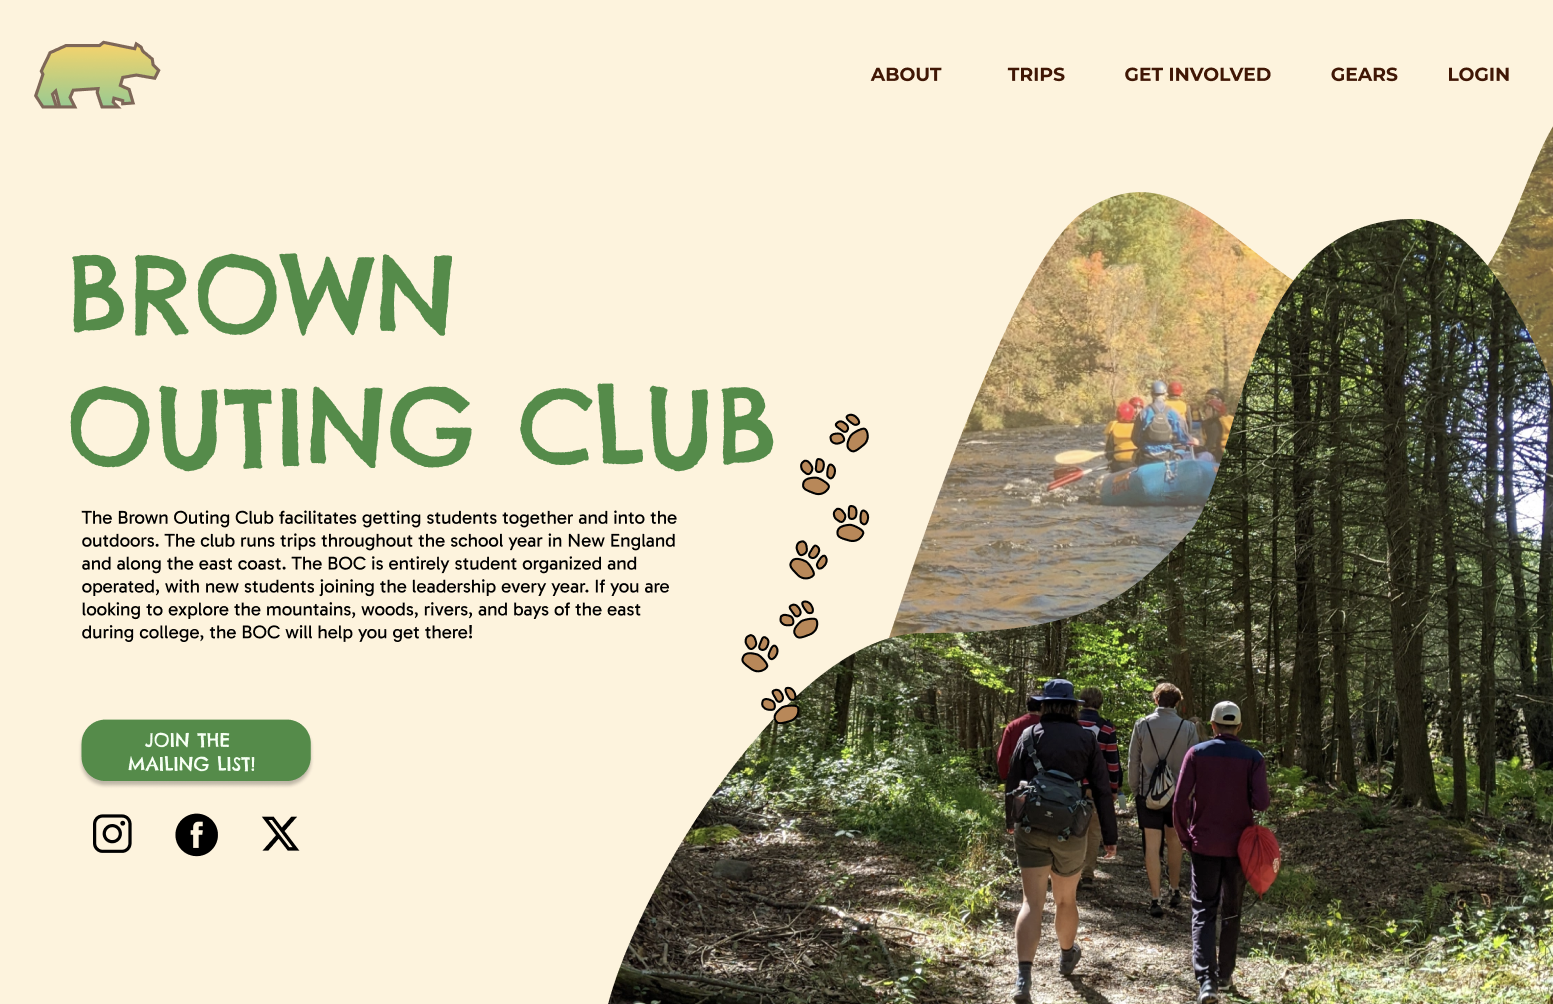 ABOUT TRIPS GET INVOLVED GEARS LOGIN
BROWN
OUTING CLUB
The Brown Outing Club facilitates getting students together and into the
outdoors. The club runs trips throughout the school year in New England
and along the east coast. The BOC is entirely student organized and
operated, with new students joining the leadership every year. If you are
looking to explore the mountains, woods, rivers, and bays of the east
during college, the BOC will help you get there!
JOIN THE
MAILING LIST!